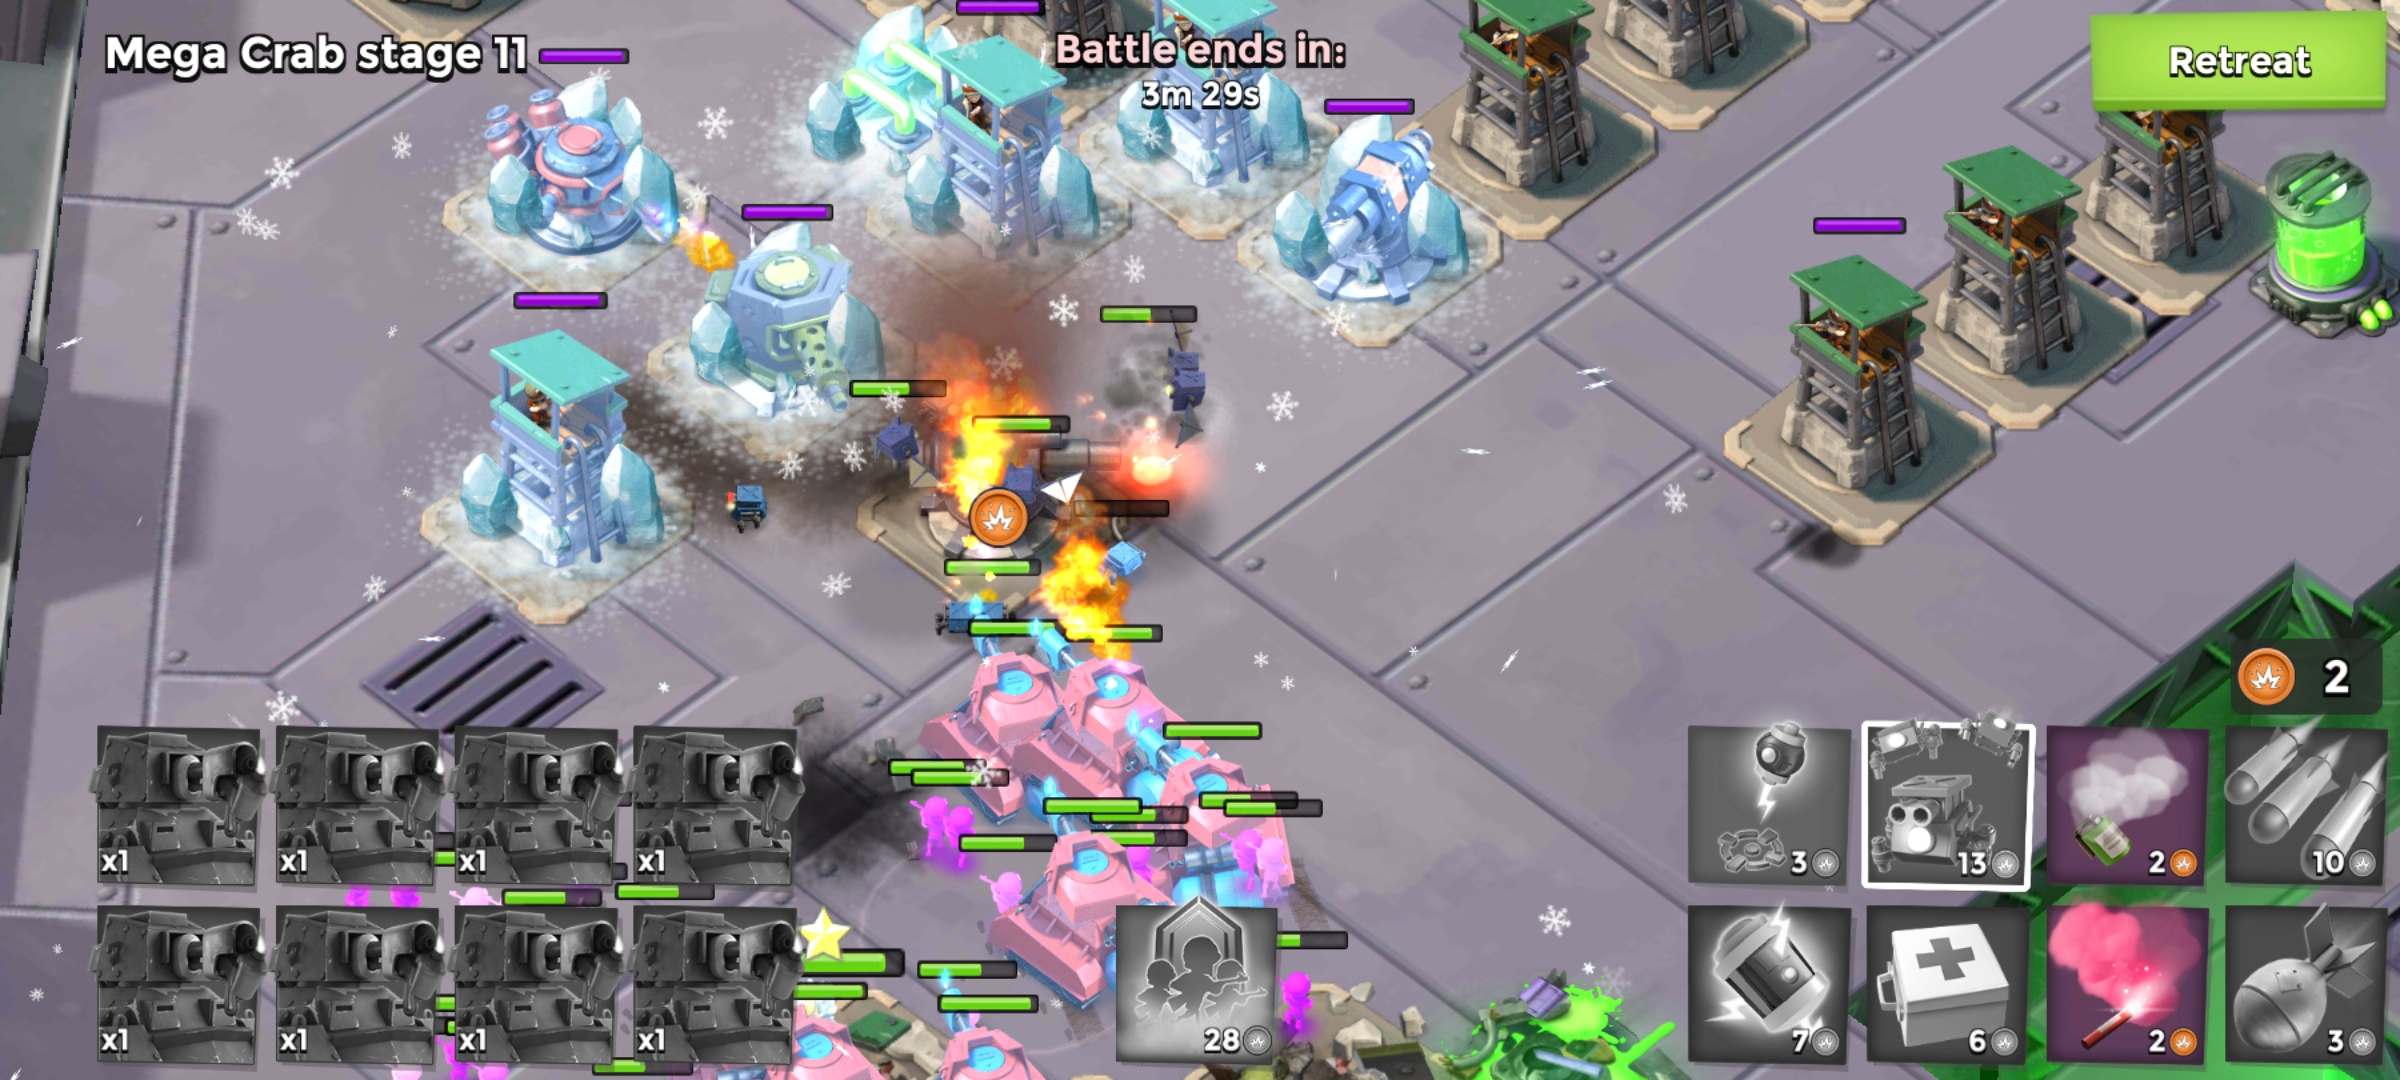 Mega Crab stage 11
Battle ends in:
3m 29s
Retreat
2
x1
x1
x1
x1
3
13
2
10
x1
x1
x1
x1
28
7
6
2
3